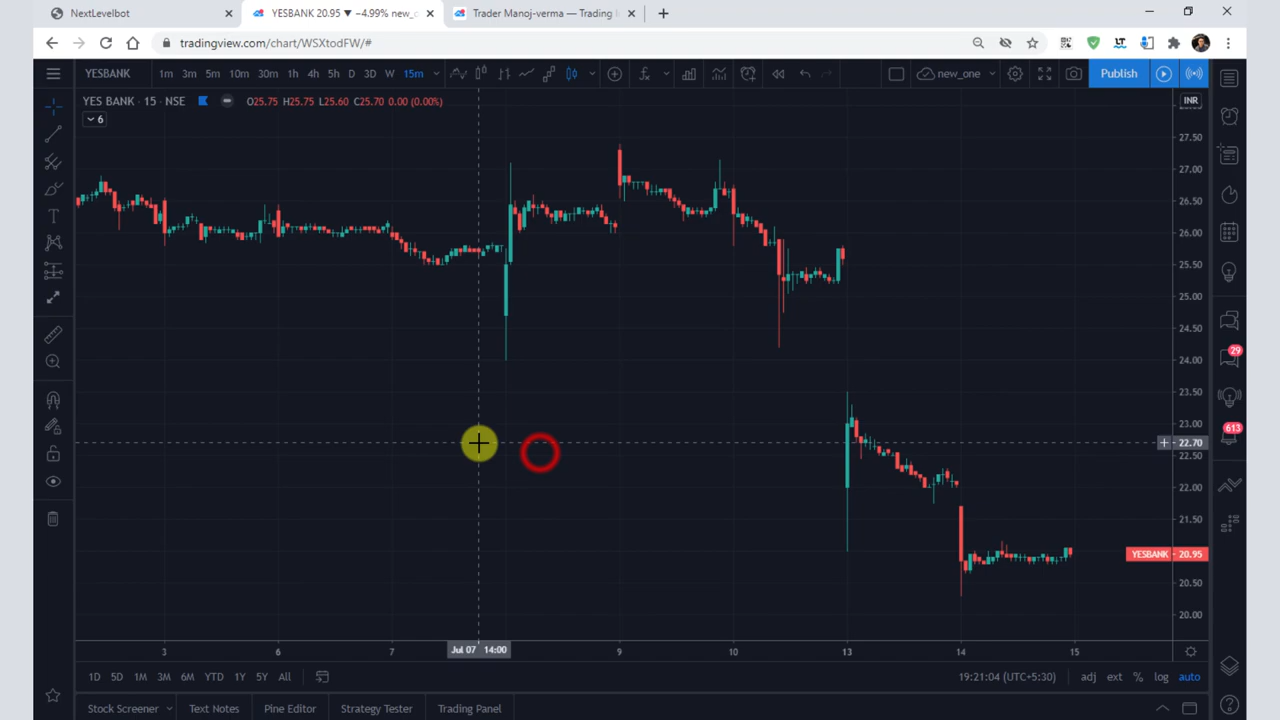 NextLevelbot
YESBANK 20.95 ▼ −4.99% new_
Trader Manoj-verma — Trading
tradingview.com/chart/WSXtodFW/#
YESBANK 1m 3m 5m 10m 30m 1h 4h 5h D 3D W 15m
new_one
Publish
YES BANK · 15 · NSE O25.75 H25.75 L25.60 C25.70 0.00 (0.00%)
6
INR
27.50
27.00
26.50
26.00
25.50
25.00
24.50
24.00
23.50
23.00
22.70
22.50
22.00
21.50
YESBANK 20.95
20.50
20.00
29
613
3 6 7 Jul 07 14:00 9 10 13 14 15
1D 5D 1M 3M 6M YTD 1Y 5Y All
19:21:04 (UTC+5:30) adj ext % log auto
Stock Screener Text Notes Pine Editor Strategy Tester Trading Panel